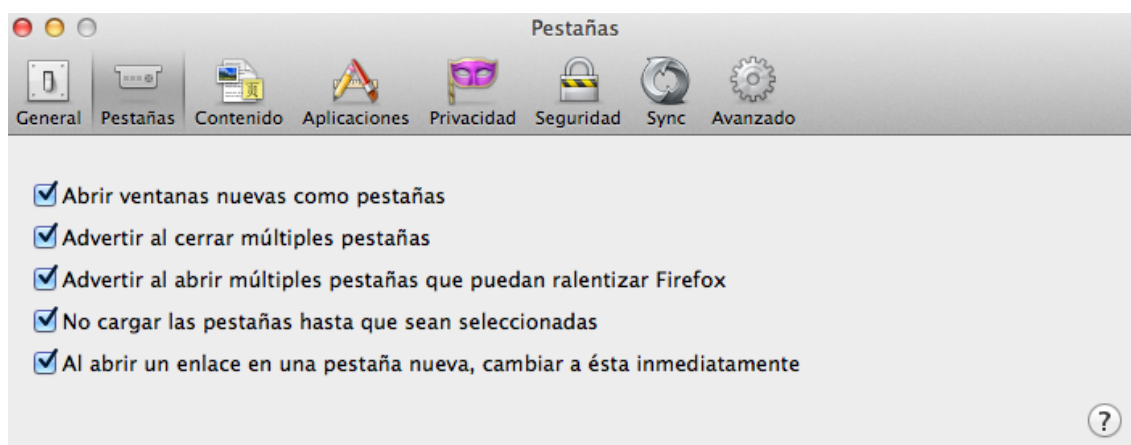 Pestañas
General Pestañas Contenido Aplicaciones Privacidad Seguridad Sync Avanzado
Abrir ventanas nuevas como pestañas
Advertir al cerrar múltiples pestañas
Advertir al abrir múltiples pestañas que puedan ralentizar Firefox
No cargar las pestañas hasta que sean seleccionadas
Al abrir un enlace en una pestaña nueva, cambiar a ésta inmediatamente
?